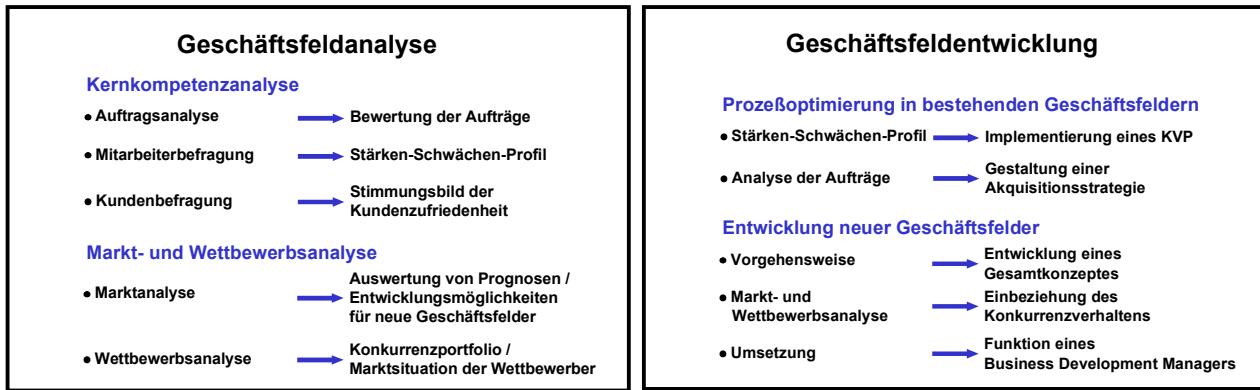 Geschäftsfeldanalyse
Kernkompetenzanalyse
• Auftragsanalyse → Bewertung der Aufträge
• Mitarbeiterbefragung → Stärken-Schwächen-Profil
• Kundenbefragung → Stimmungsbild der
Kundenzufriedenheit
Markt- und Wettbewerbsanalyse
• Marktanalyse → Auswertung von Prognosen /
Entwicklungsmöglichkeiten
für neue Geschäftsfelder
• Wettbewerbsanalyse → Konkurrenzportfolio /
Marktsituation der Wettbewerber
Geschäftsfeldentwicklung
Prozeßoptimierung in bestehenden Geschäftsfeldern
• Stärken-Schwächen-Profil → Implementierung eines KVP
• Analyse der Aufträge → Gestaltung einer
Akquisitionsstrategie
Entwicklung neuer Geschäftsfelder
• Vorgehensweise → Entwicklung eines
Gesamtkonzeptes
• Markt- und
Wettbewerbsanalyse → Einbeziehung des
Konkurrenzverhaltens
• Umsetzung → Funktion eines
Business Development Managers